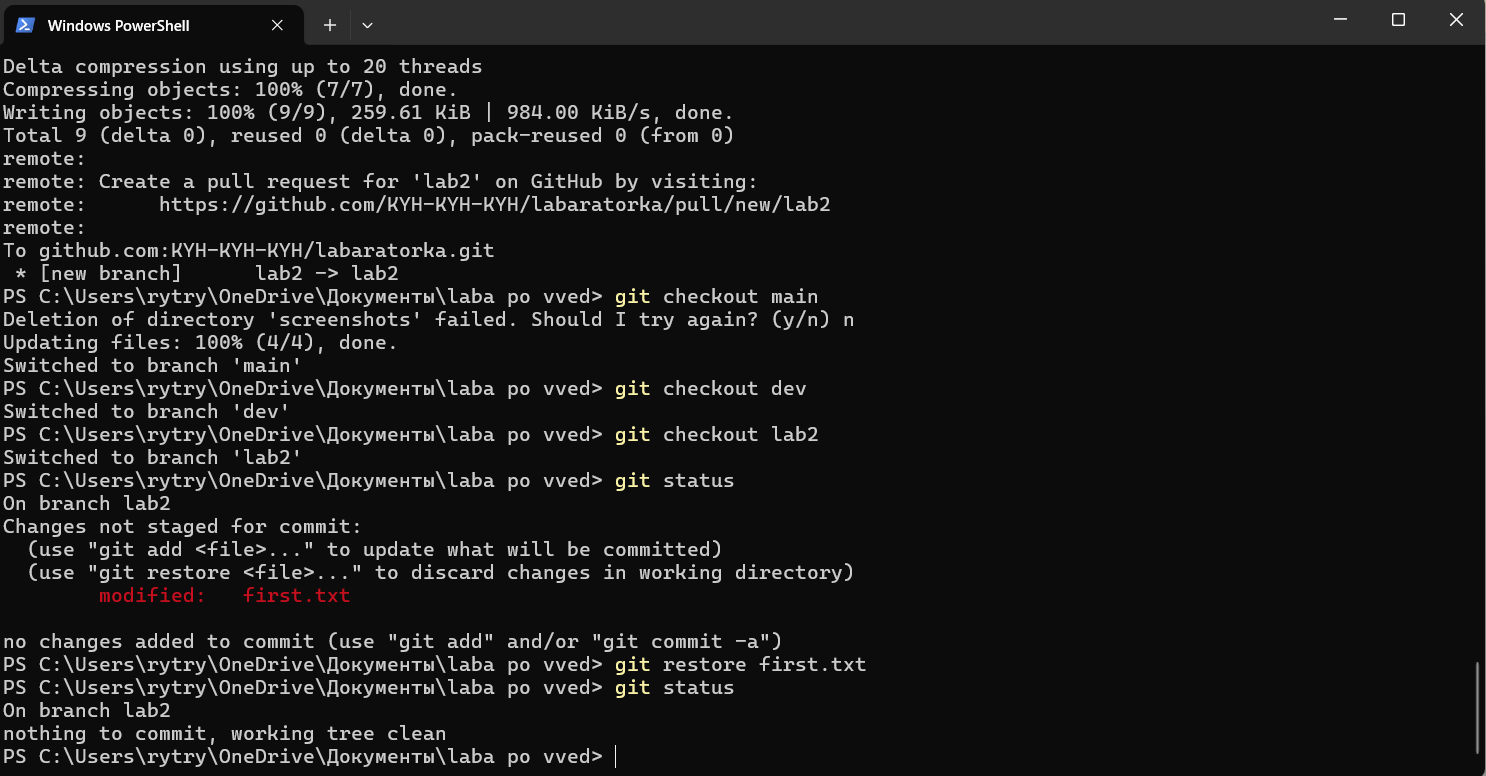 Windows PowerShell
Delta compression using up to 20 threads
Compressing objects: 100% (7/7), done.
Writing objects: 100% (9/9), 259.61 KiB | 984.00 KiB/s, done.
Total 9 (delta 0), reused 0 (delta 0), pack-reused 0 (from 0)
remote:
remote: Create a pull request for 'lab2' on GitHub by visiting:
remote:      https://github.com/KYH-KYH-KYH/labaratorka/pull/new/lab2
remote:
To github.com:KYH-KYH-KYH/labaratorka.git
 * [new branch]      lab2 -> lab2
PS C:\Users\rytry\OneDrive\Документы\laba po vved> git checkout main
Deletion of directory 'screenshots' failed. Should I try again? (y/n) n
Updating files: 100% (4/4), done.
Switched to branch 'main'
PS C:\Users\rytry\OneDrive\Документы\laba po vved> git checkout dev
Switched to branch 'dev'
PS C:\Users\rytry\OneDrive\Документы\laba po vved> git checkout lab2
Switched to branch 'lab2'
PS C:\Users\rytry\OneDrive\Документы\laba po vved> git status
On branch lab2
Changes not staged for commit:
  (use "git add <file>..." to update what will be committed)
  (use "git restore <file>..." to discard changes in working directory)
        modified:   first.txt
no changes added to commit (use "git add" and/or "git commit -a")
PS C:\Users\rytry\OneDrive\Документы\laba po vved> git restore first.txt
PS C:\Users\rytry\OneDrive\Документы\laba po vved> git status
On branch lab2
nothing to commit, working tree clean
PS C:\Users\rytry\OneDrive\Документы\laba po vved>